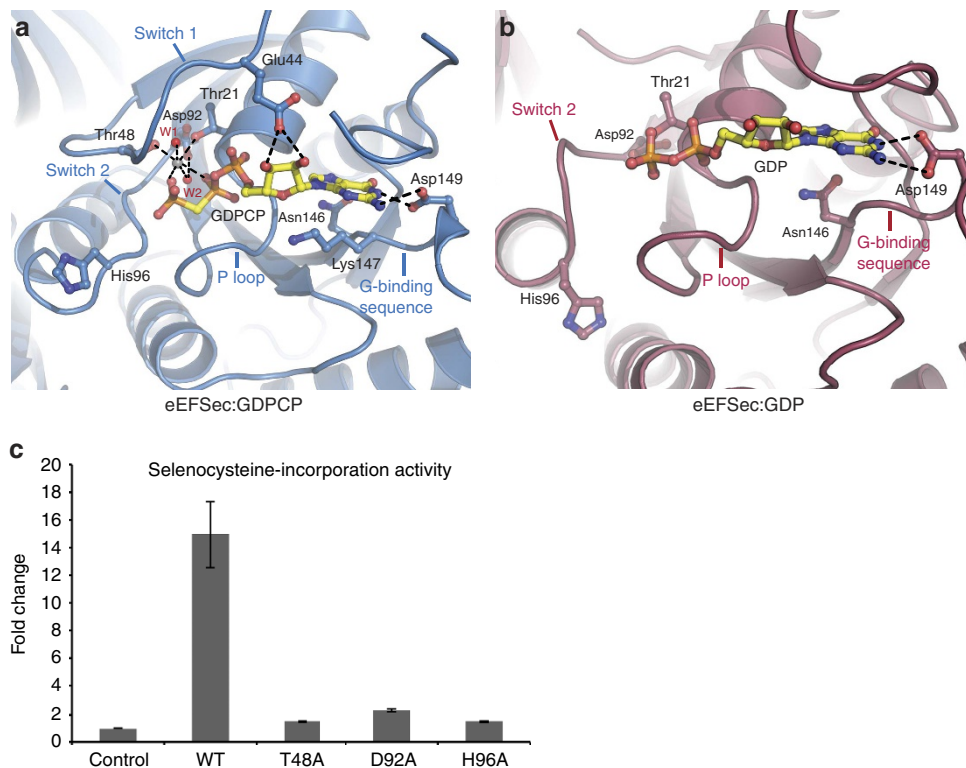 a
Switch 1
Glu44
Thr21
Asp92
Thr48
W1
Switch 2
W2
GDPCP
Asn146
Asp149
His96
P loop
Lys147
G-binding
sequence
eEFSec:GDPCP
b
Thr21
Switch 2
Asp92
GDP
Asp149
Asn146
G-binding
sequence
P loop
His96
eEFSec:GDP
c
Selenocysteine-incorporation activity
Fold change
20
18
16
14
12
10
8
6
4
2
0
Control WT T48A D92A H96A